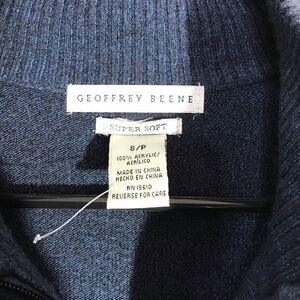 GEOFFREY BEENE
SUPER SOFT
S/P
100% ACRYLIC/
ACRILICO
MADE IN CHINA
HECHO EN CHINA
RN 15610
REVERSE FOR CARE